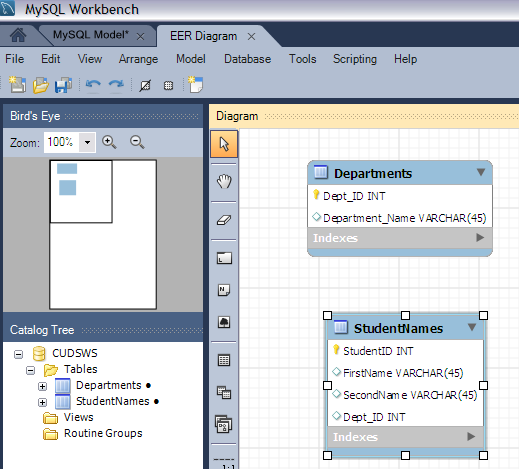 MySQL Workbench
MySQL Model* × EER Diagram ×
File Edit View Arrange Model Database Tools Scripting Help
Bird's Eye
Zoom: 100%
Diagram
Departments
Dept_ID INT
Department_Name VARCHAR(45)
Indexes
StudentNames
StudentID INT
FirstName VARCHAR(45)
SecondName VARCHAR(45)
Dept_ID INT
Indexes
Catalog Tree
CUDSWS
Tables
Departments •
StudentNames •
Views
Routine Groups
1:1